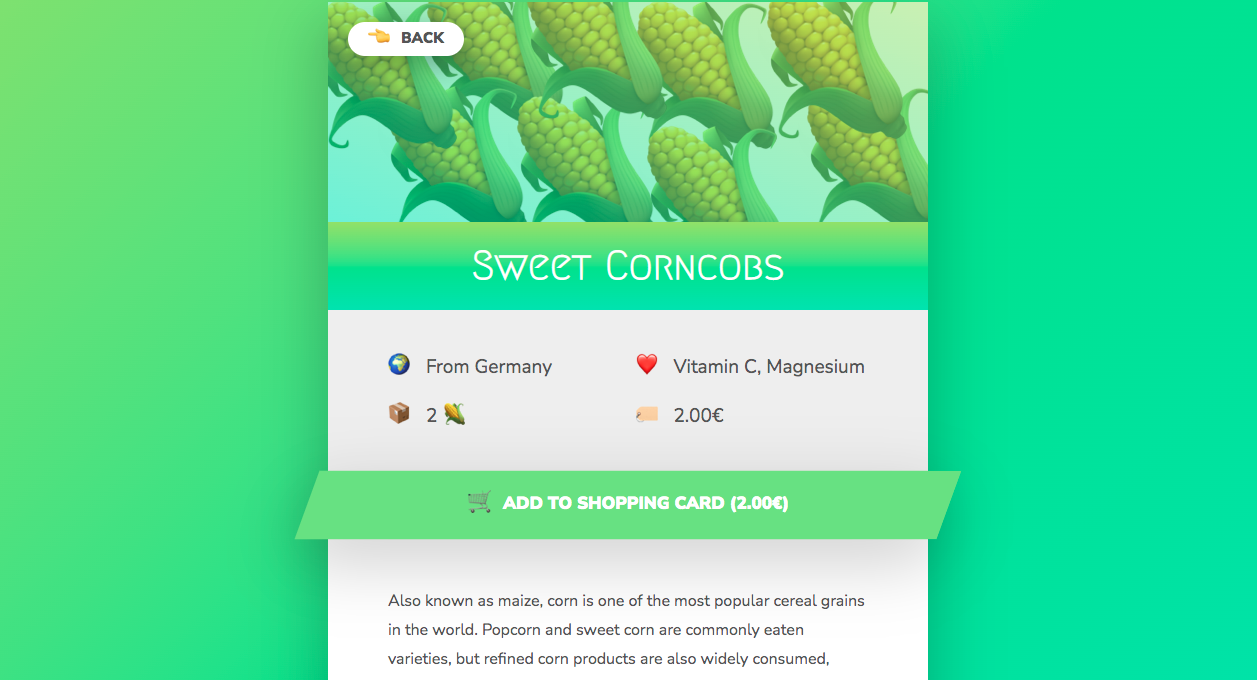 BACK
Sweet Corncobs
From Germany
Vitamin C, Magnesium
2
2.00€
ADD TO SHOPPING CARD (2.00€)
Also known as maize, corn is one of the most popular cereal grains
in the world. Popcorn and sweet corn are commonly eaten
varieties, but refined corn products are also widely consumed,